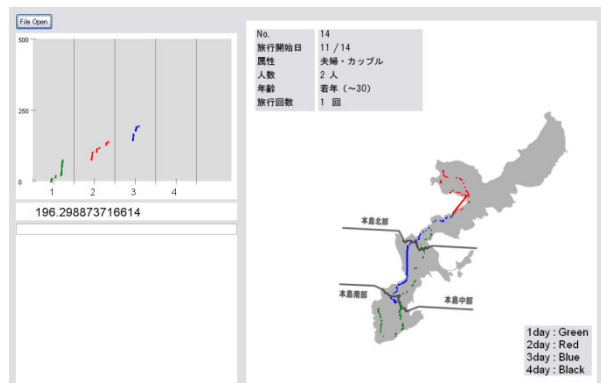 File Open
500
250
0
1 2 3 4
196.298873716614
No. 14
旅行開始日 11 / 14
属性 夫婦・カップル
人数 2 人
年齢 若年（~30）
旅行回数 1 回
本島北部
本島南部
本島中部
1day : Green
2day : Red
3day : Blue
4day : Black